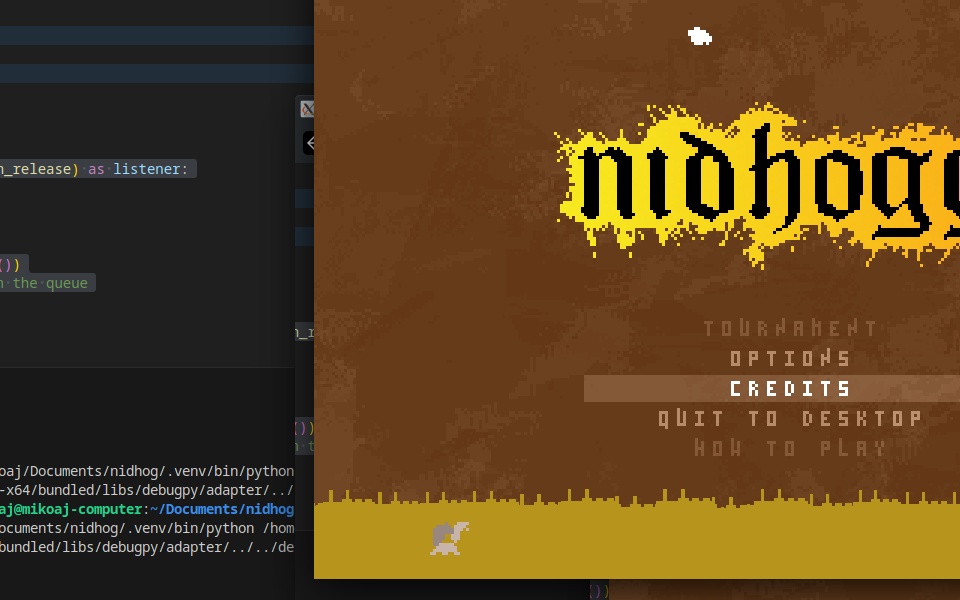 n_release) as listener:
())
n the queue
oaj/Documents/nidhog/.venv/bin/python
-x64/bundled/libs/debugpy/adapter/../
aj@mikoaj-computer:~/Documents/nidhog
ocuments/nidhog/.venv/bin/python /hom
bundled/libs/debugpy/adapter/../../de
n_r
())
n t
nidhogg
TOURNAMENT
OPTIONS
CREDITS
QUIT TO DESKTOP
HOW TO PLAY
())